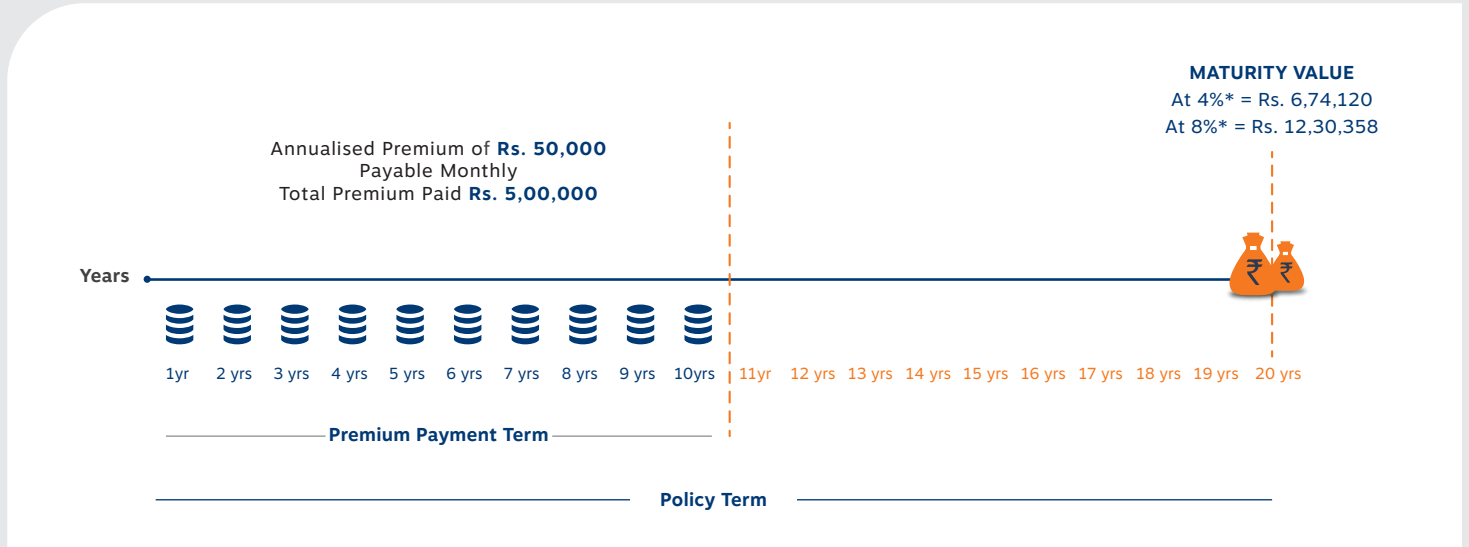 MATURITY VALUE
At 4%* = Rs. 6,74,120
At 8%* = Rs. 12,30,358
Annualised Premium of Rs. 50,000
Payable Monthly
Total Premium Paid Rs. 5,00,000
Years
₹ ₹
1yr 2 yrs 3 yrs 4 yrs 5 yrs 6 yrs 7 yrs 8 yrs 9 yrs 10yrs 11yr 12 yrs 13 yrs 14 yrs 15 yrs 16 yrs 17 yrs 18 yrs 19 yrs 20 yrs
Premium Payment Term
Policy Term